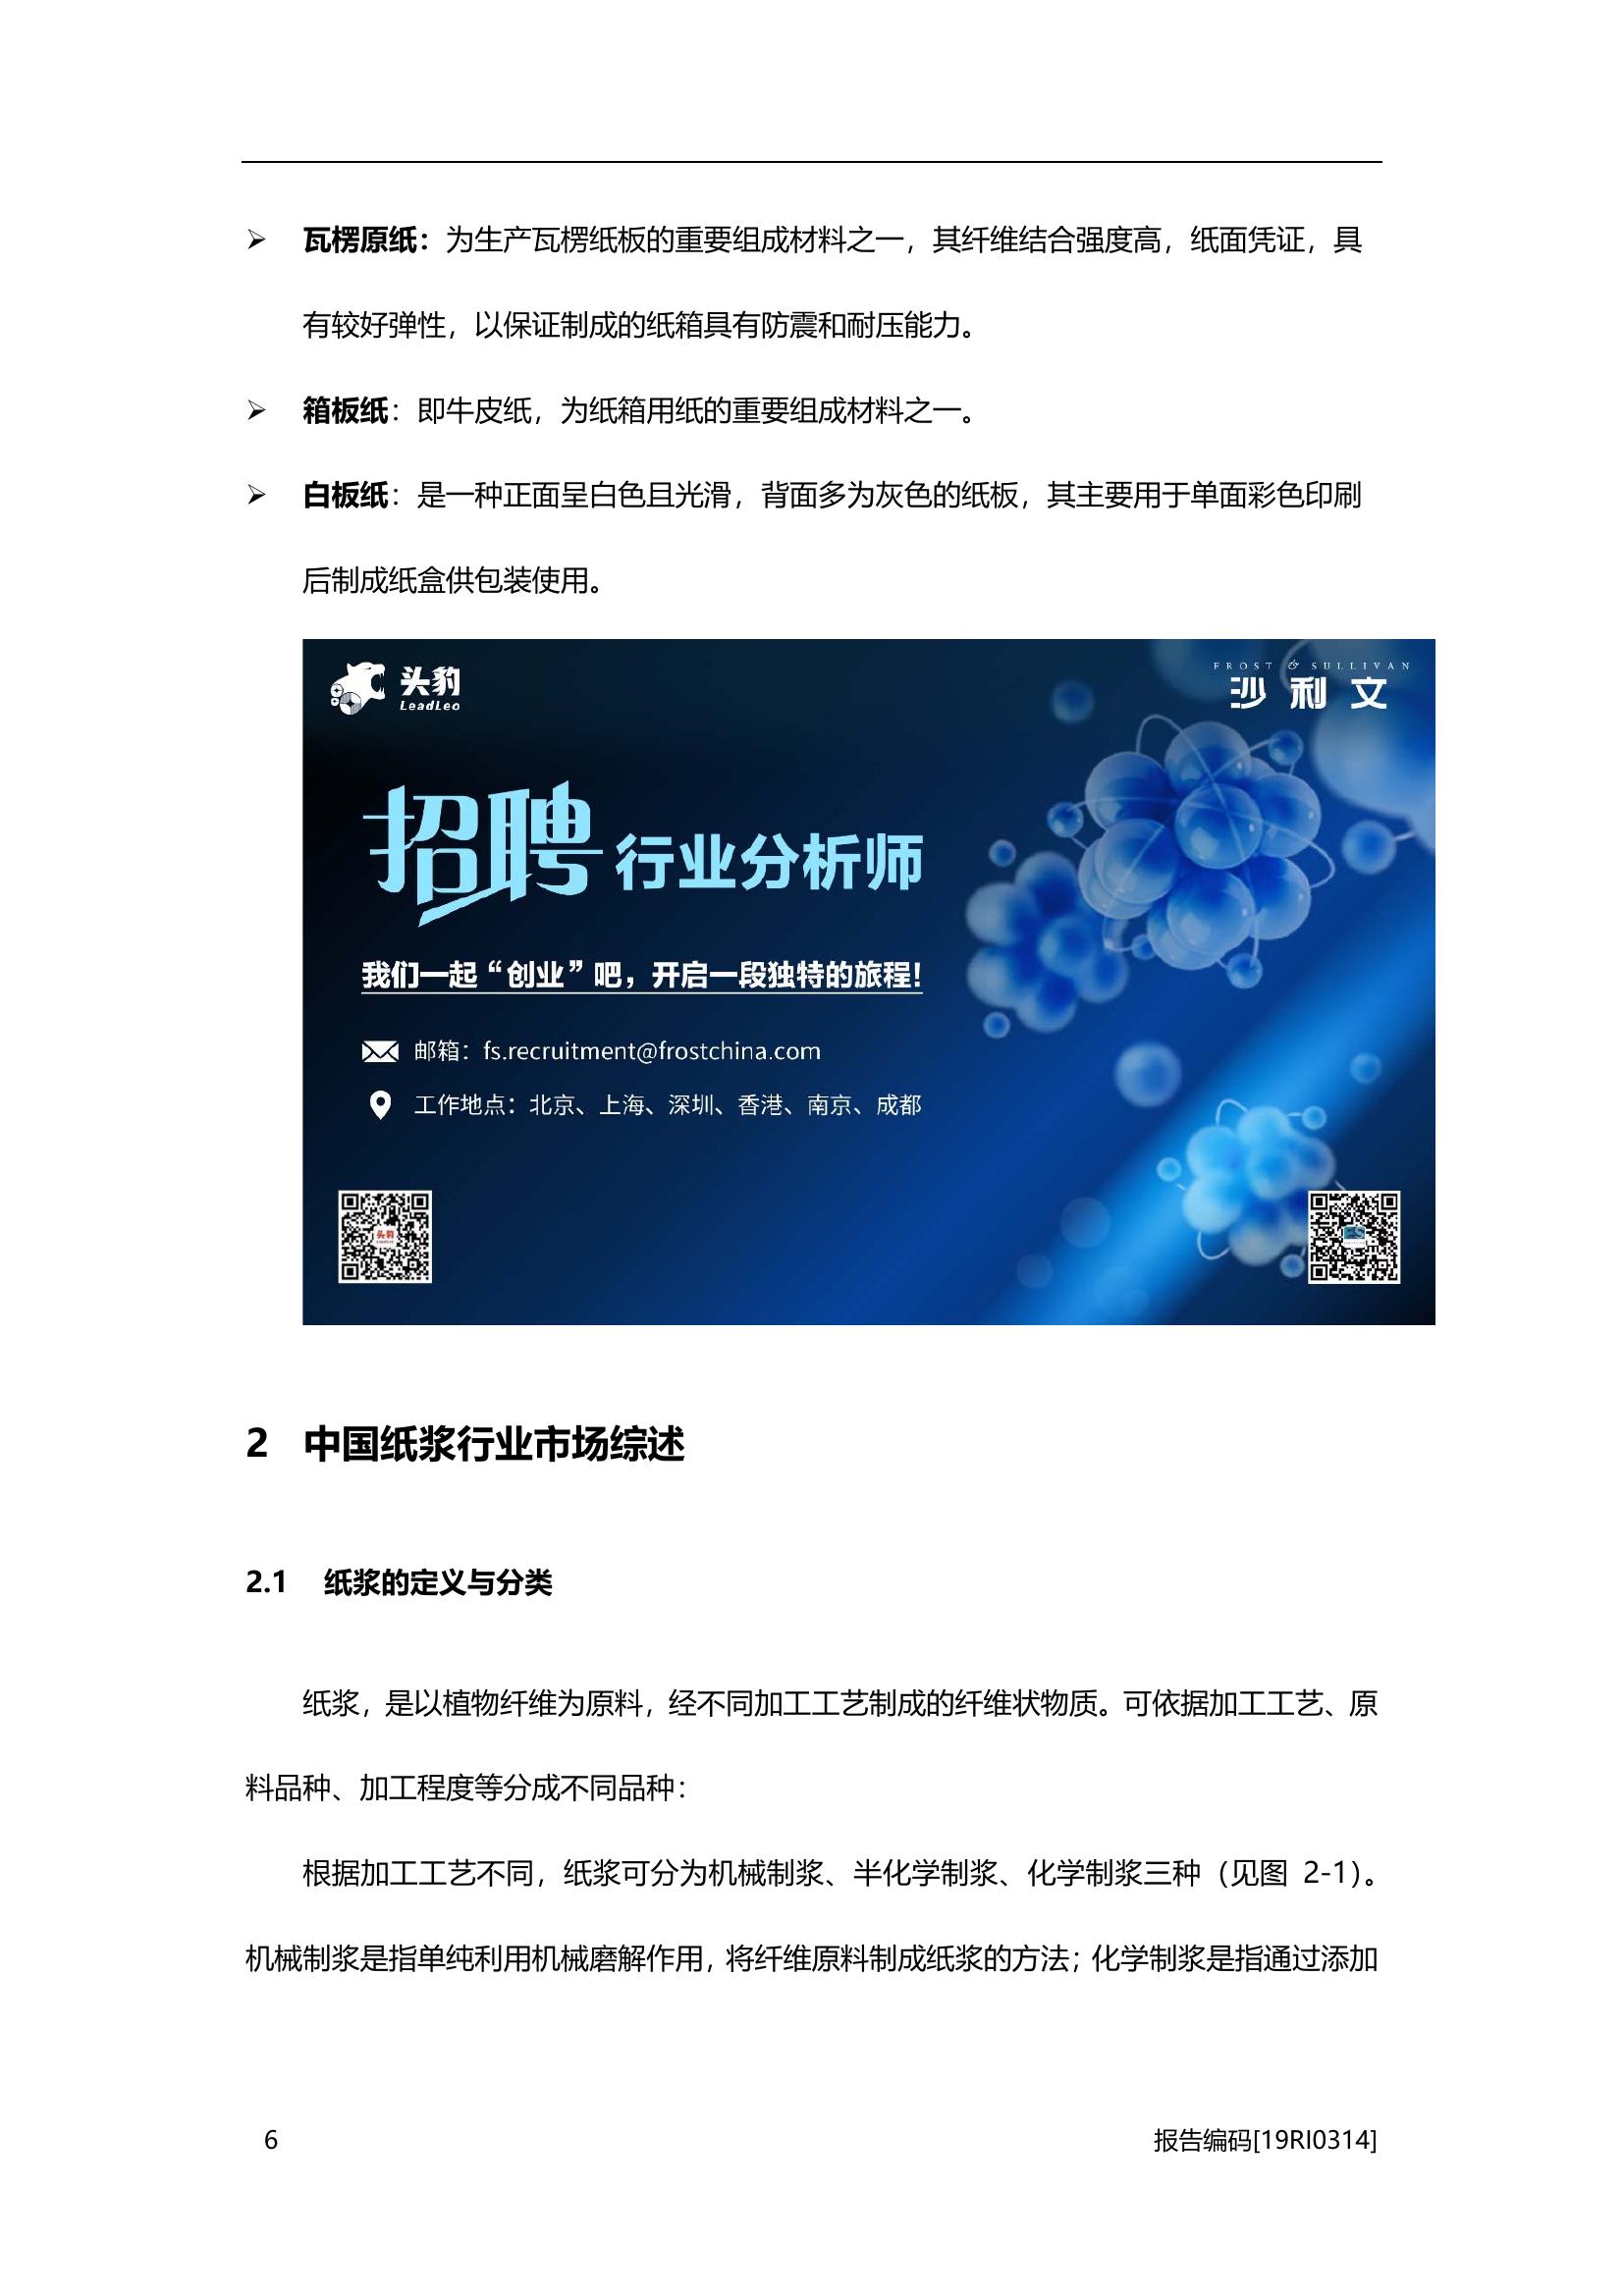 ➢ 瓦楞原纸：为生产瓦楞纸板的重要组成材料之一，其纤维结合强度高，纸面凭证，具
有较好弹性，以保证制成的纸箱具有防震和耐压能力。
➢ 箱板纸：即牛皮纸，为纸箱用纸的重要组成材料之一。
➢ 白板纸：是一种正面呈白色且光滑，背面多为灰色的纸板，其主要用于单面彩色印刷
后制成纸盒供包装使用。
头豹
LeadLeo
FROST & SULLIVAN
沙利文
招聘行业分析师
我们一起“创业”吧，开启一段独特的旅程！
邮箱：fs.recruitment@frostchina.com
工作地点：北京、上海、深圳、香港、南京、成都
头豹
LeadLeo
2 中国纸浆行业市场综述
2.1 纸浆的定义与分类
纸浆，是以植物纤维为原料，经不同加工工艺制成的纤维状物质。可依据加工工艺、原
料品种、加工程度等分成不同品种：
根据加工工艺不同，纸浆可分为机械制浆、半化学制浆、化学制浆三种（见图 2-1）。
机械制浆是指单纯利用机械磨解作用，将纤维原料制成纸浆的方法；化学制浆是指通过添加
6
报告编码[19RI0314]